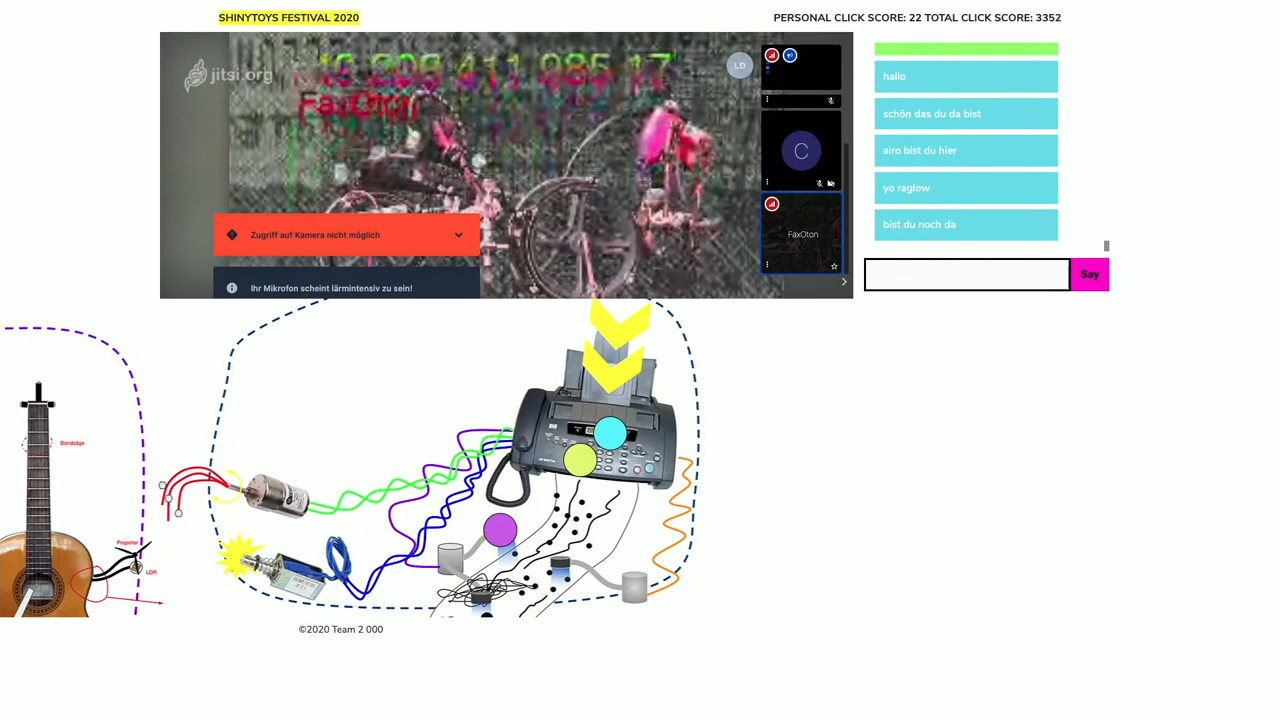 SHINYTOYS FESTIVAL 2020
PERSONAL CLICK SCORE: 22 TOTAL CLICK SCORE: 3352
jitsi.org
FaxOton
LD
C
FaxOton
Zugriff auf Kamera nicht möglich
Ihr Mikrofon scheint lärmintensiv zu sein!
hallo
schön das du da bist
airo bist du hier
yo raglow
bist du noch da
Say
Bandsäge
Propeller
LDR
©2020 Team 2 000